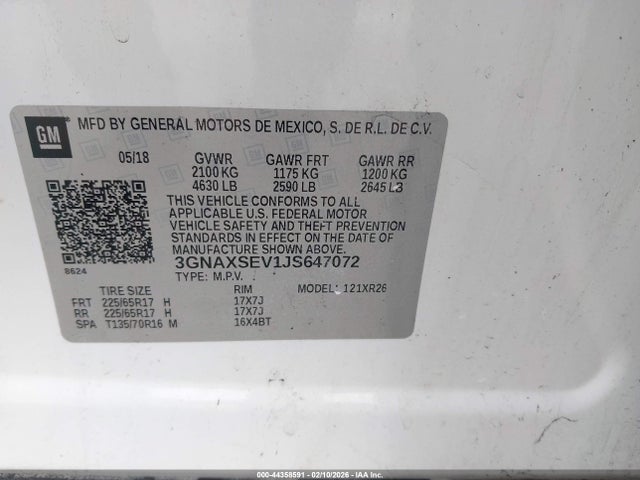 GM
MFD BY GENERAL MOTORS DE MEXICO, S. DE R.L. DE C.V.
05/18 GVWR GAWR FRT GAWR RR
2100 KG 1175 KG 1200 KG
4630 LB 2590 LB 2645 LB
THIS VEHICLE CONFORMS TO ALL
APPLICABLE U.S. FEDERAL MOTOR
VEHICLE SAFETY AND THEFT
PREVENTION STANDARDS IN EFFECT
ON THE DATE OF MANUFACTURE
SHOWN ABOVE.
8624
3GNAXSEV1JS647072
TYPE: M.P.V. MODEL: 121XR26
TIRE SIZE RIM
FRT 225/65R17 H 17X7J
RR 225/65R17 H 17X7J
SPA T135/70R16 M 16X4BT
000-44358591 - 02/10/2026 - IAA Inc.